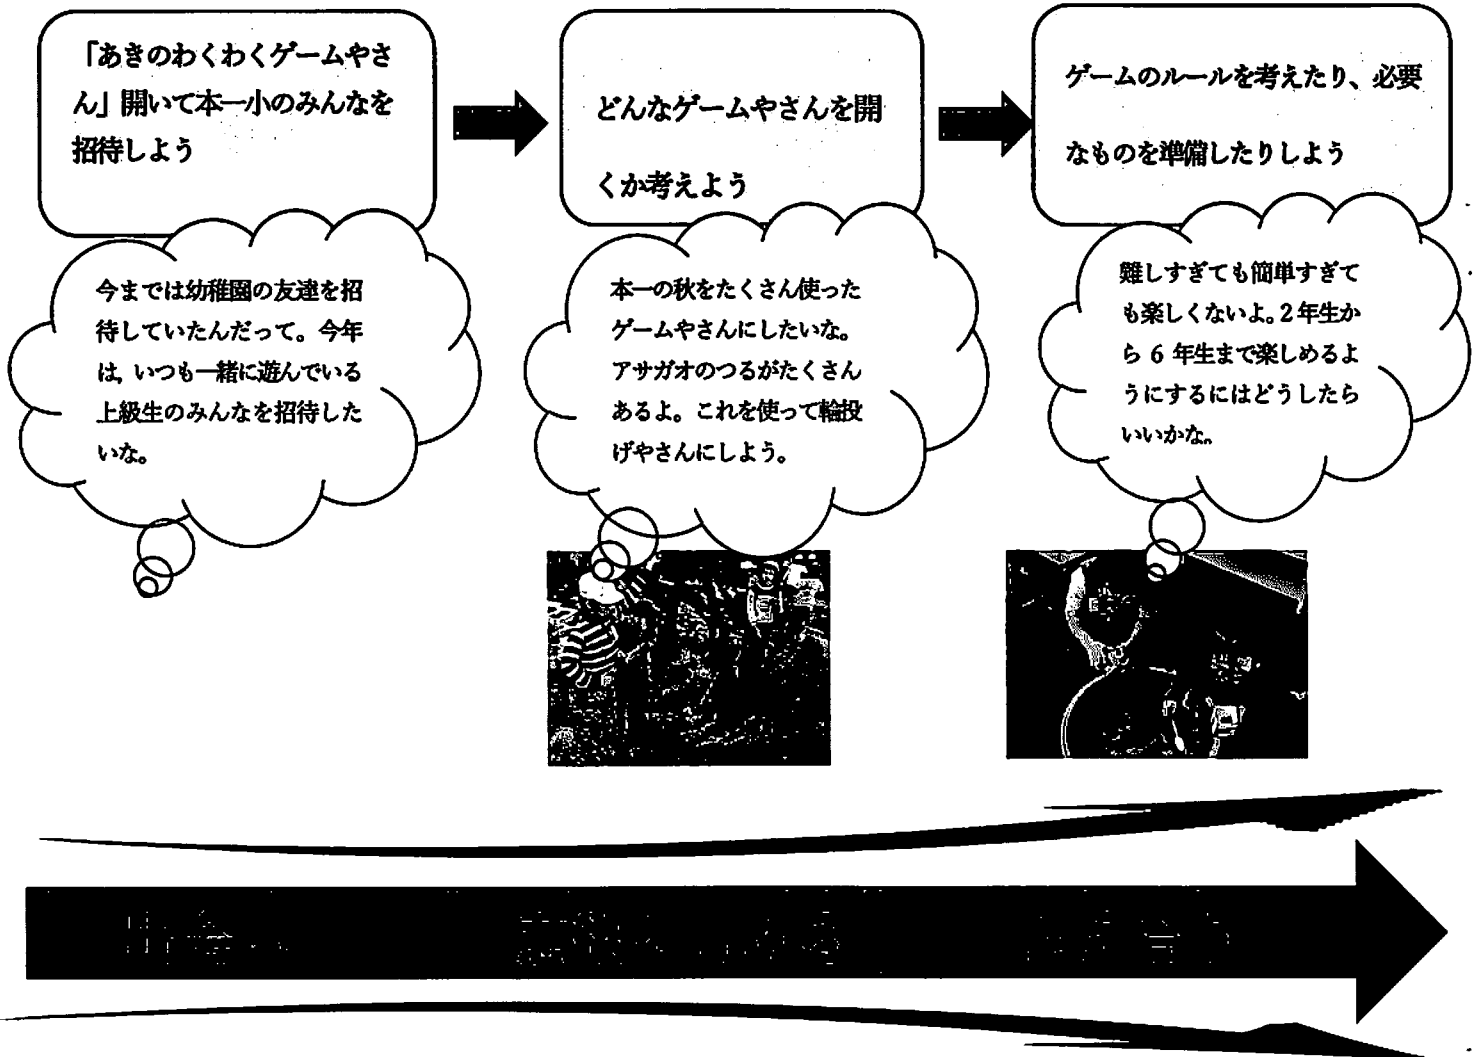 「あきのわくわくゲームやさ
ん」開いて本一小のみんなを
招待しよう
どんなゲームやさんを開
くか考えよう
ゲームのルールを考えたり、必要
なものを準備したりしよう
今までは幼稚園の友達を招
待していたんだって。今年
は、いつも一緒に遊んでいる
上級生のみんなを招待した
いな。
本一の秋をたくさん使った
ゲームやさんにしたいな。
アサガオのつるがたくさん
あるよ。これを使って輪投
げやさんにしよう。
難しすぎても簡単すぎて
も楽しくないよ。2年生か
ら 6 年生まで楽しめるよ
うにするにはどうしたら
いいかな。